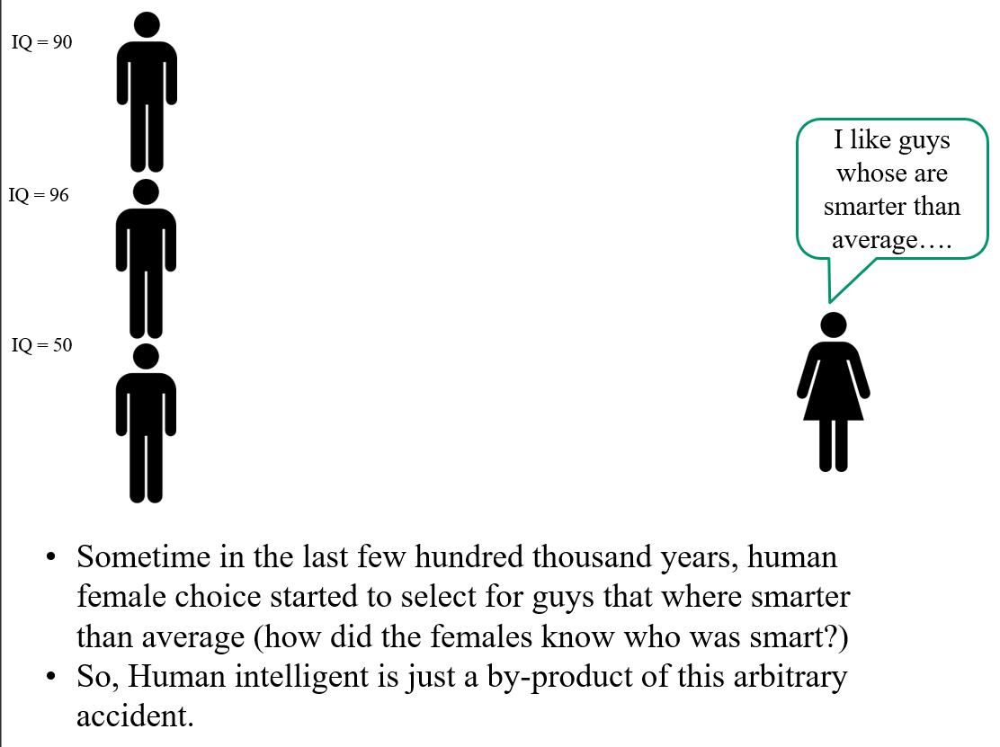 IQ = 90
IQ = 96
IQ = 50
I like guys
whose are
smarter than
average….
• Sometime in the last few hundred thousand years, human
female choice started to select for guys that where smarter
than average (how did the females know who was smart?)
• So, Human intelligent is just a by-product of this arbitrary
accident.